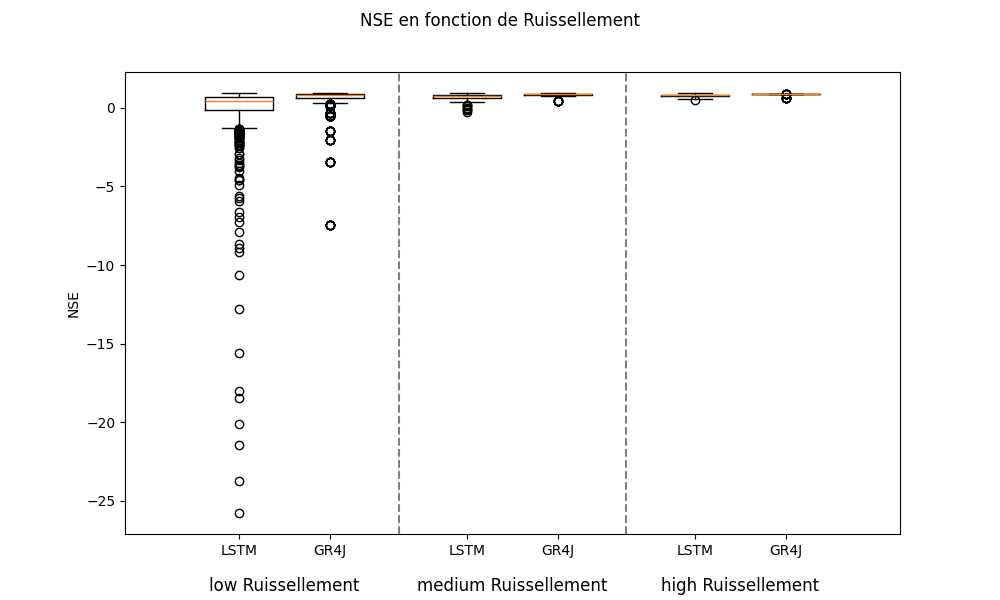 NSE en fonction de Ruissellement
NSE
0
−5
−10
−15
−20
−25
LSTM GR4J LSTM GR4J LSTM GR4J
low Ruissellement medium Ruissellement high Ruissellement